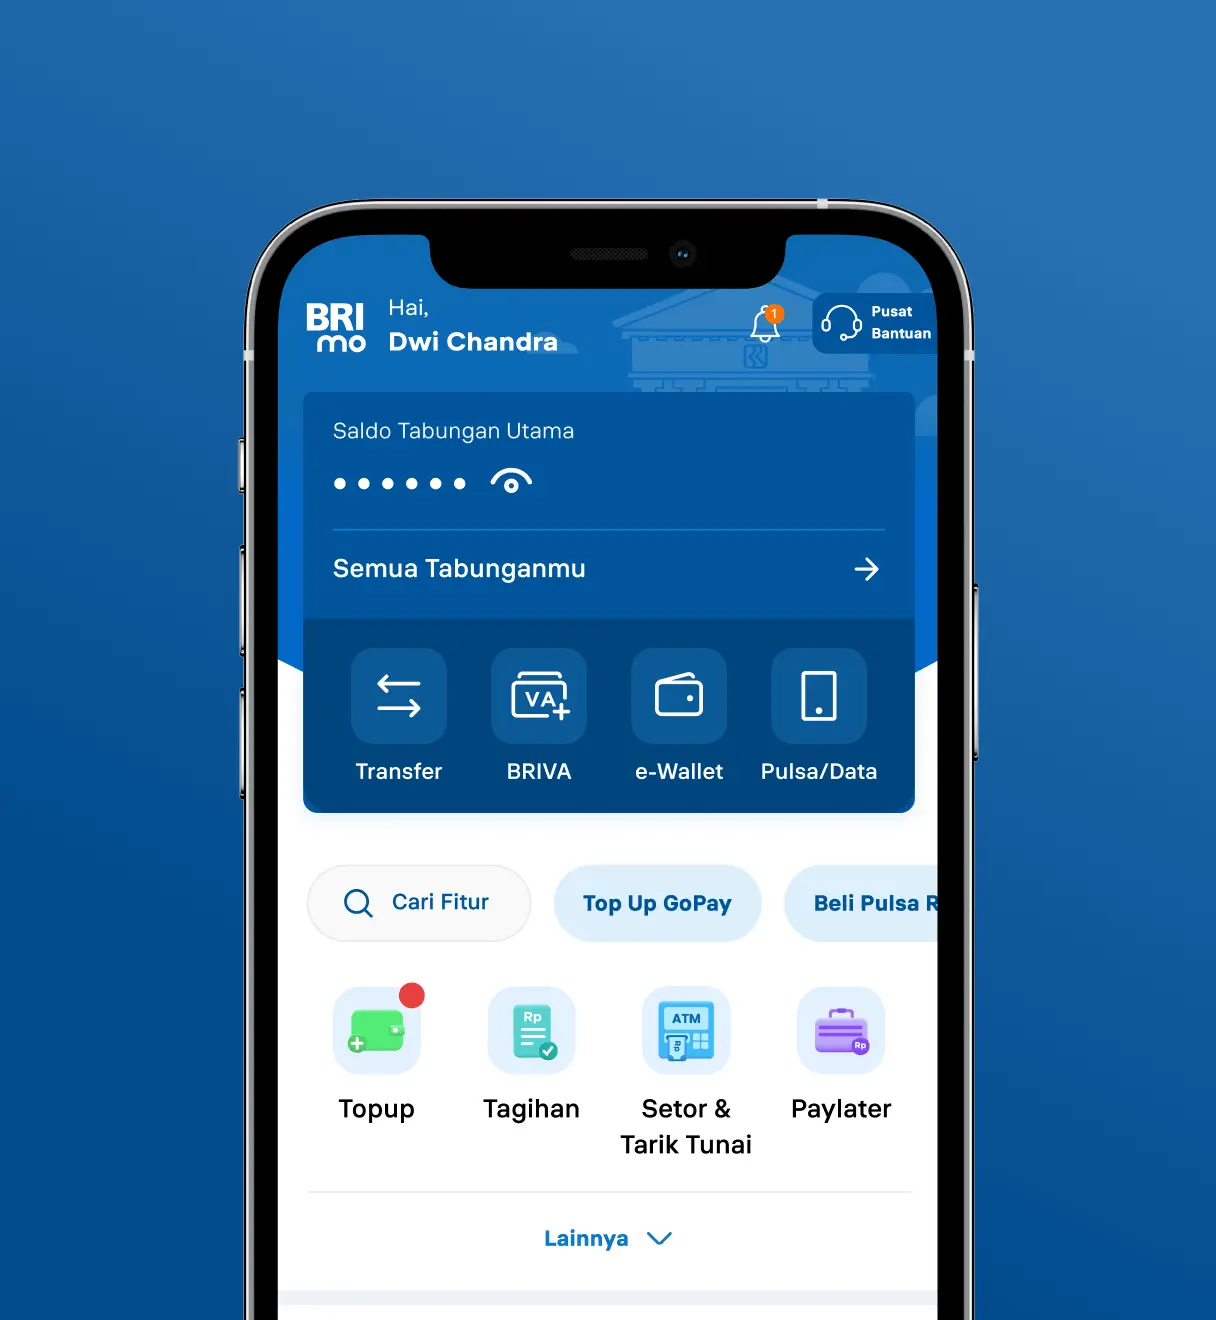 BRI
mo
Hai,
Dwi Chandra
1
Pusat
Bantuan
Saldo Tabungan Utama
Semua Tabunganmu
VA
Transfer
BRIVA
e-Wallet
Pulsa/Data
Cari Fitur
Top Up GoPay
Beli Pulsa R
Rp
ATM
Rp
Rp
Topup
Tagihan
Setor &
Tarik Tunai
Paylater
Lainnya